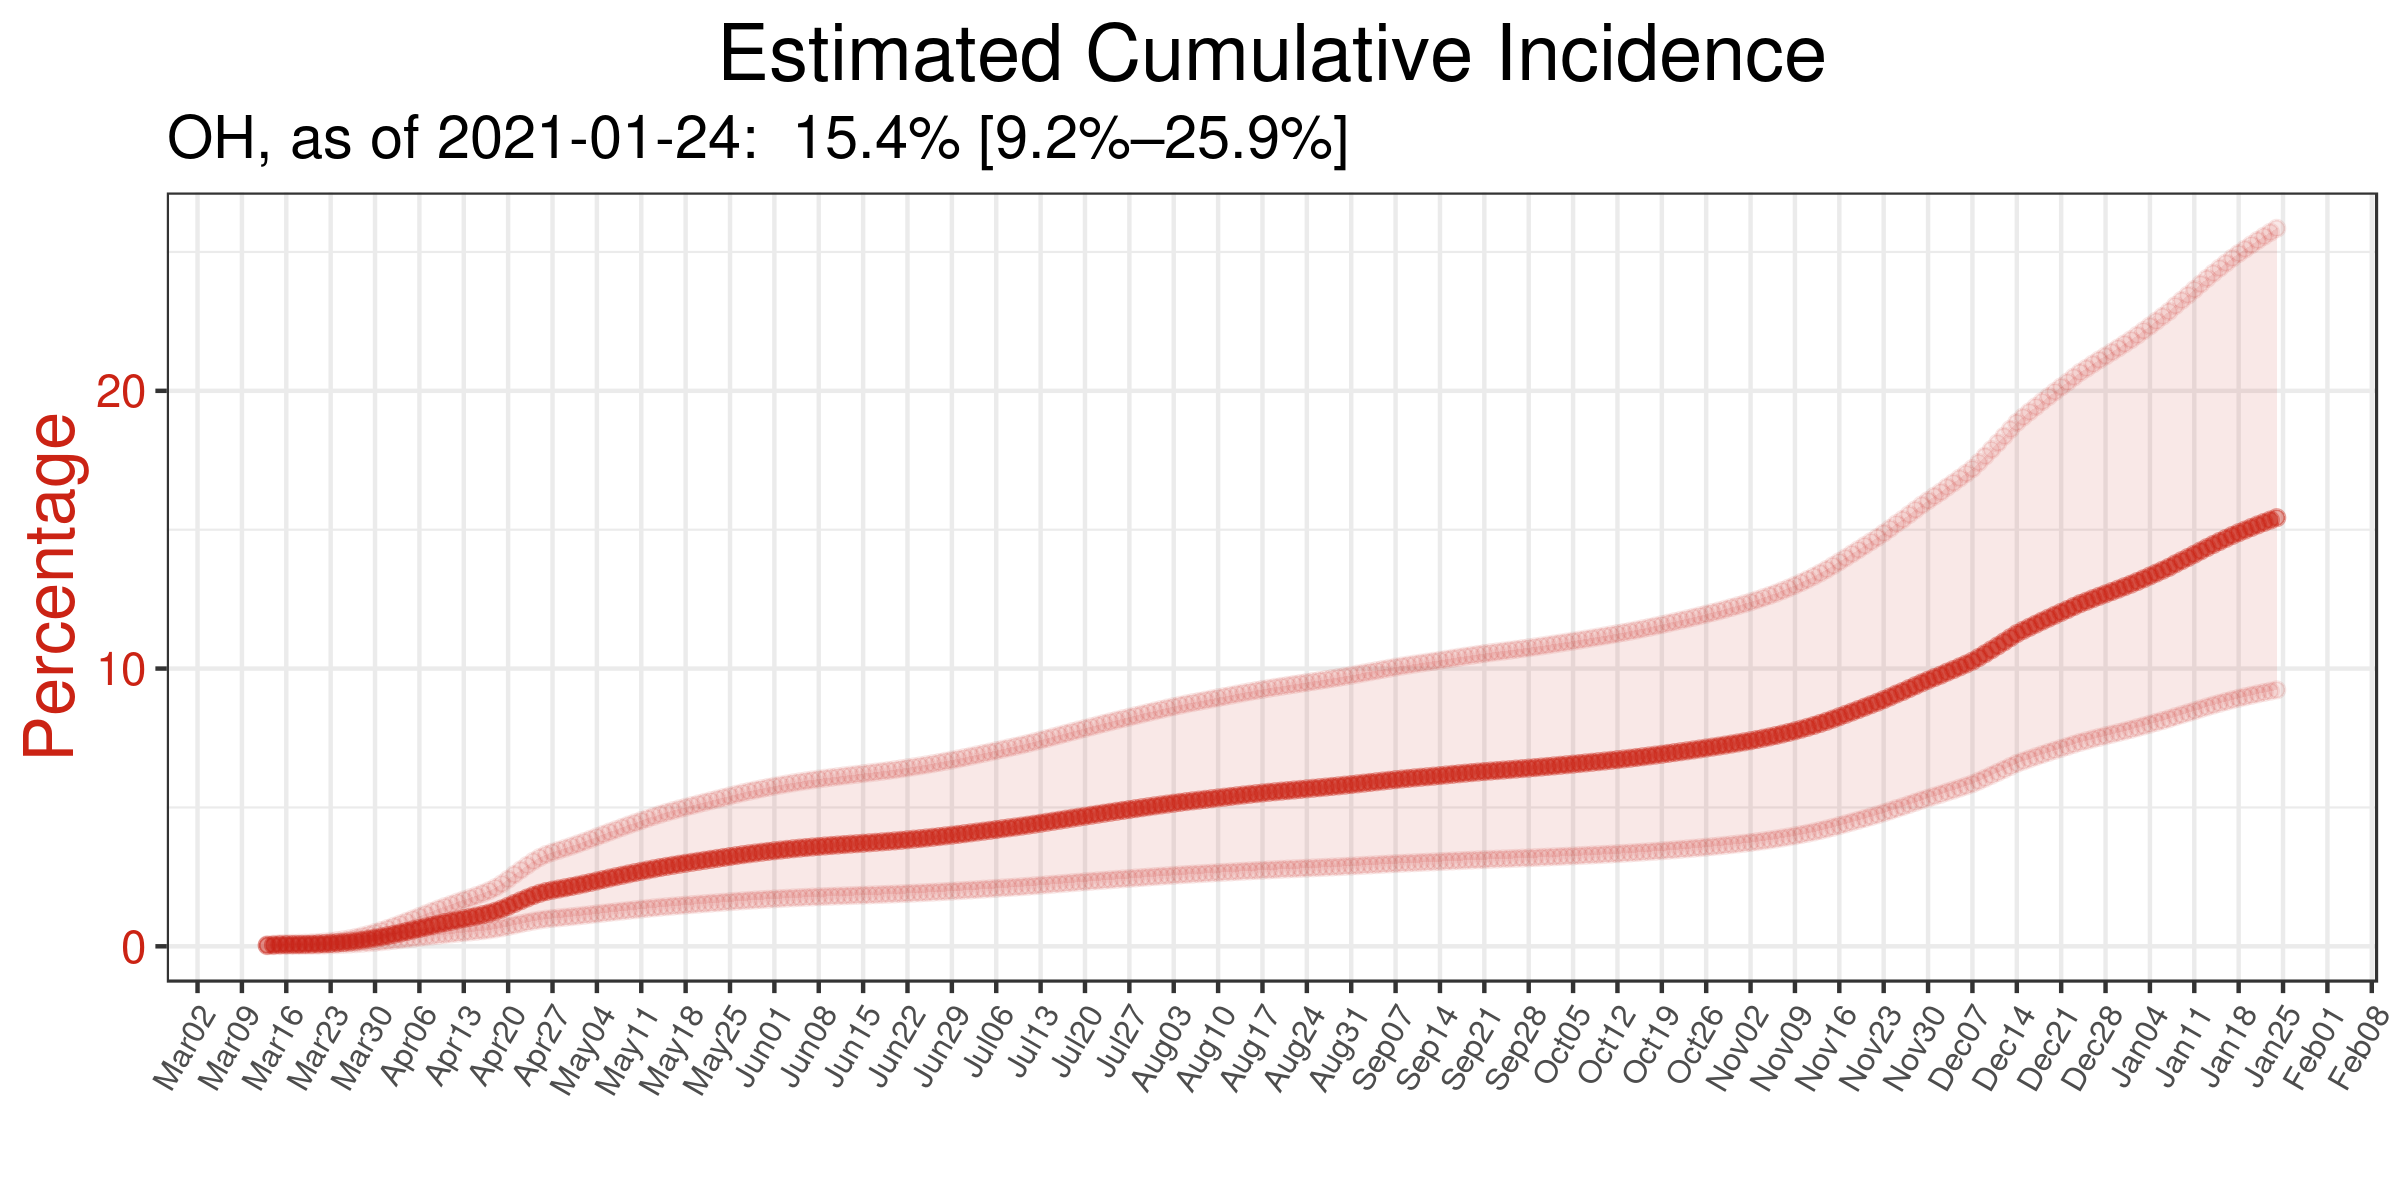 Estimated Cumulative Incidence
OH, as of 2021-01-24:  15.4% [9.2%–25.9%]
Percentage
20
10
0
Mar02
Mar09
Mar16
Mar23
Mar30
Apr06
Apr13
Apr20
Apr27
May04
May11
May18
May25
Jun01
Jun08
Jun15
Jun22
Jun29
Jul06
Jul13
Jul20
Jul27
Aug03
Aug10
Aug17
Aug24
Aug31
Sep07
Sep14
Sep21
Sep28
Oct05
Oct12
Oct19
Oct26
Nov02
Nov09
Nov16
Nov23
Nov30
Dec07
Dec14
Dec21
Dec28
Jan04
Jan11
Jan18
Jan25
Feb01
Feb08